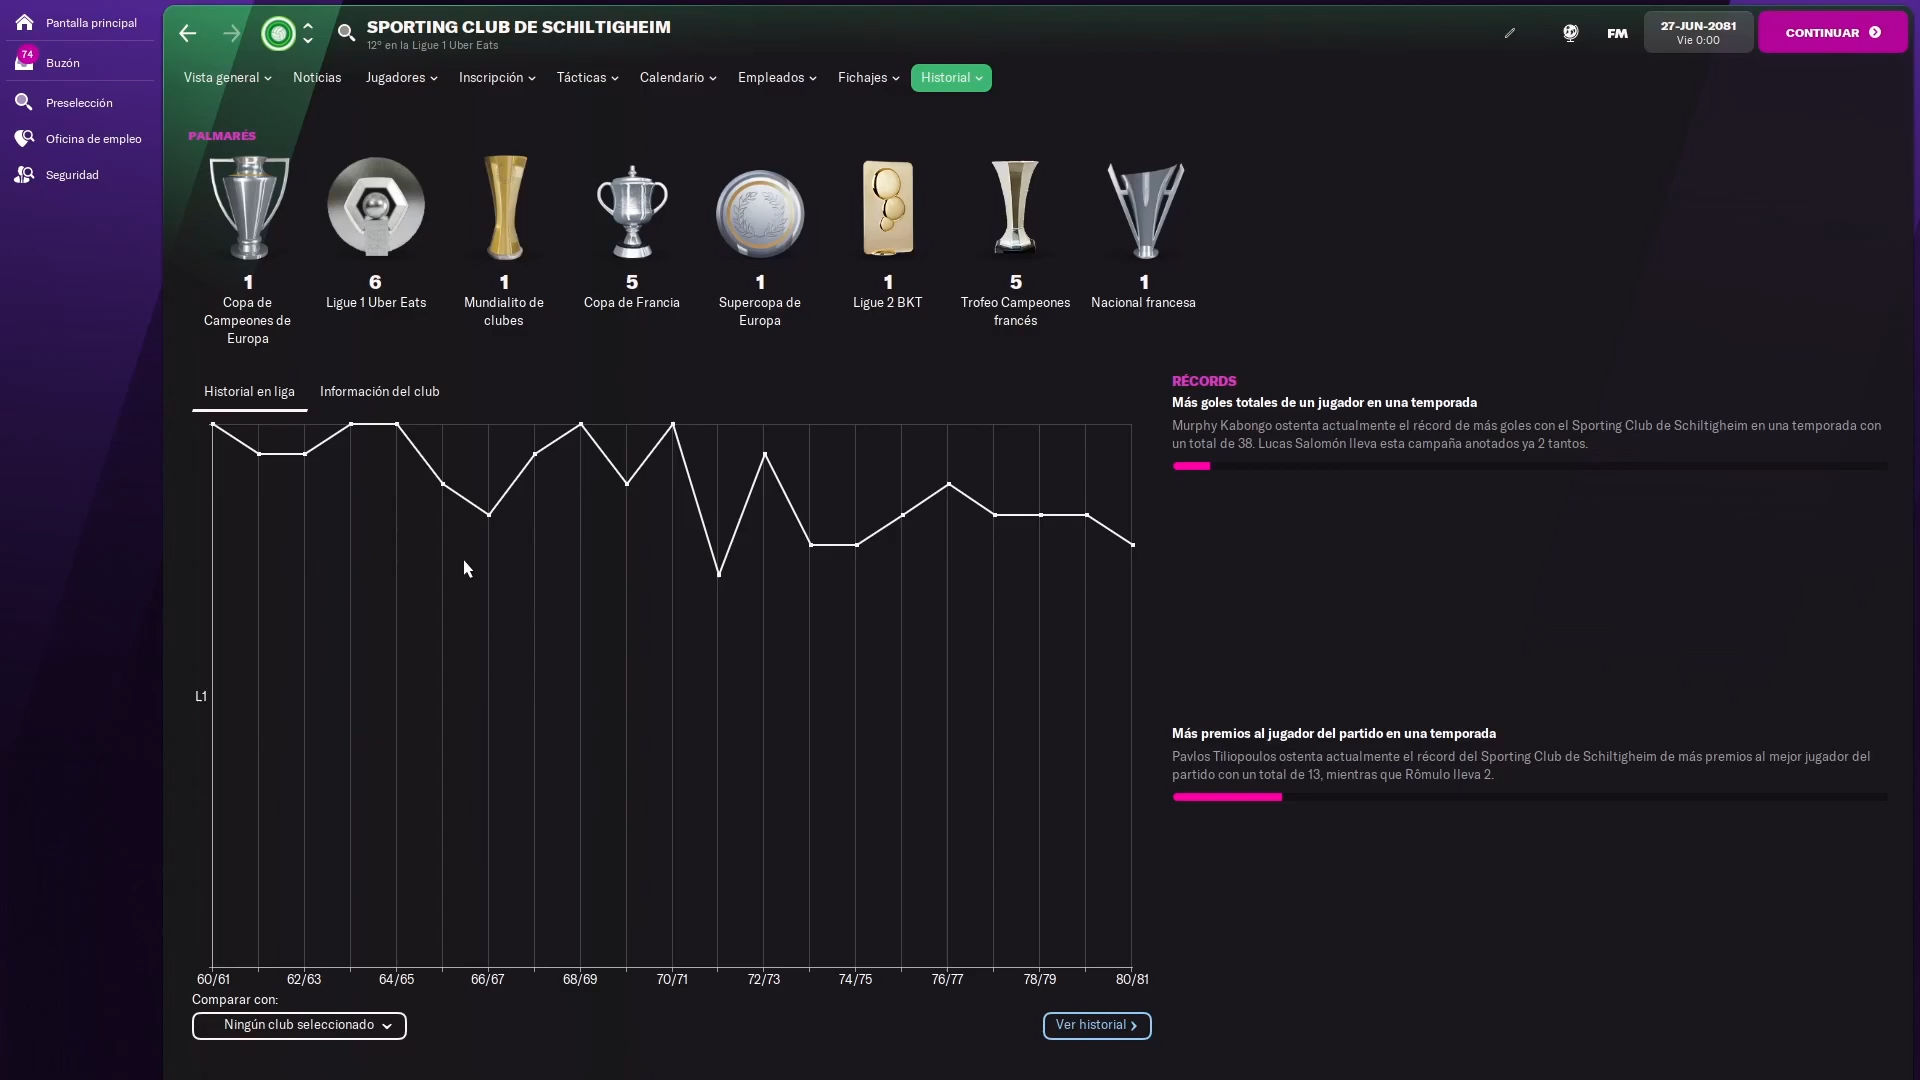 Pantalla principal
74
Buzón
Preselección
Oficina de empleo
Seguridad
SPORTING CLUB DE SCHILTIGHEIM
12º en la Ligue 1 Uber Eats
FM
27-JUN-2081
Vie 0:00
CONTINUAR
Vista general
Noticias
Jugadores
Inscripción
Tácticas
Calendario
Empleados
Fichajes
Historial
PALMARÉS
1
Copa de
Campeones de
Europa
6
Ligue 1 Uber Eats
1
Mundialito de
clubes
5
Copa de Francia
1
Supercopa de
Europa
1
Ligue 2 BKT
5
Trofeo Campeones
francés
1
Nacional francesa
Historial en liga
Información del club
L1
60/61
62/63
64/65
66/67
68/69
70/71
72/73
74/75
76/77
78/79
80/81
Comparar con:
Ningún club seleccionado
Ver historial
RÉCORDS
Más goles totales de un jugador en una temporada
Murphy Kabongo ostenta actualmente el récord de más goles con el Sporting Club de Schiltigheim en una temporada con
un total de 38. Lucas Salomón lleva esta campaña anotados ya 2 tantos.
Más premios al jugador del partido en una temporada
Pavlos Tiliopoulos ostenta actualmente el récord del Sporting Club de Schiltigheim de más premios al mejor jugador del
partido con un total de 13, mientras que Rômulo lleva 2.